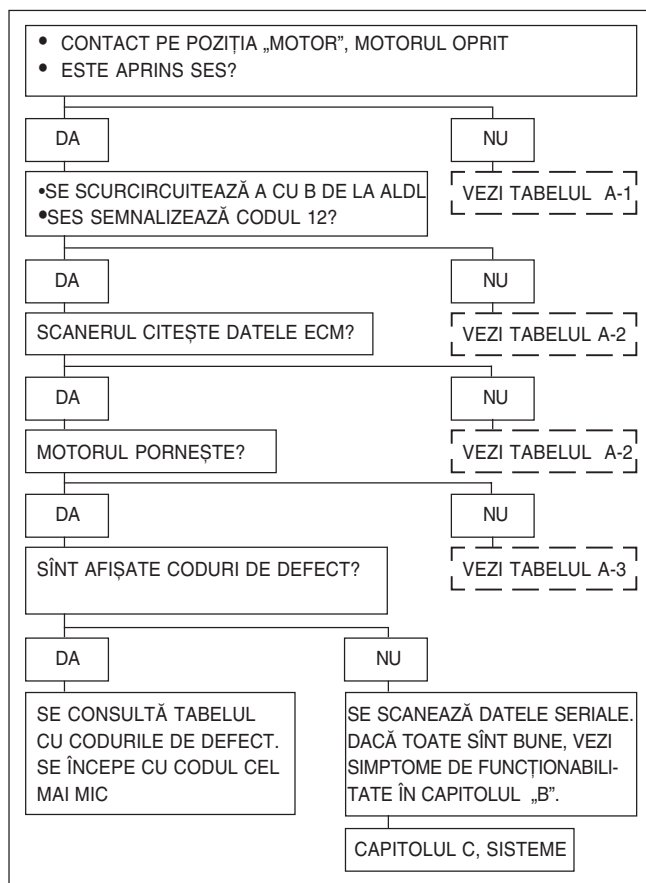 • CONTACT PE POZIȚIA „MOTOR”, MOTORUL OPRIT
• ESTE APRINS SES?
DA
NU
•SE SCURCIRCUITEAZĂ A CU B DE LA ALDL
•SES SEMNALIZEAZĂ CODUL 12?
VEZI TABELUL A-1
DA
NU
SCANERUL CITEȘTE DATELE ECM?
VEZI TABELUL A-2
DA
NU
MOTORUL PORNEȘTE?
VEZI TABELUL A-2
DA
NU
SÎNT AFIȘATE CODURI DE DEFECT?
VEZI TABELUL A-3
DA
NU
SE CONSULTĂ TABELUL
CU CODURILE DE DEFECT.
SE ÎNCEPE CU CODUL CEL
MAI MIC
SE SCANEAZĂ DATELE SERIALE.
DACĂ TOATE SÎNT BUNE, VEZI
SIMPTOME DE FUNCȚIONABILI-
TATE ÎN CAPITOLUL „B”.
CAPITOLUL C, SISTEME